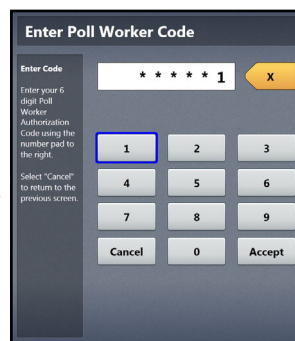 Enter Poll Worker Code
Enter Code
Enter your 6
digit Poll
Worker
Authorization
Code using the
number pad to
the right.
Select "Cancel"
to return to the
previous screen.
* * * * * 1
X
1 2 3
4 5 6
7 8 9
Cancel 0 Accept